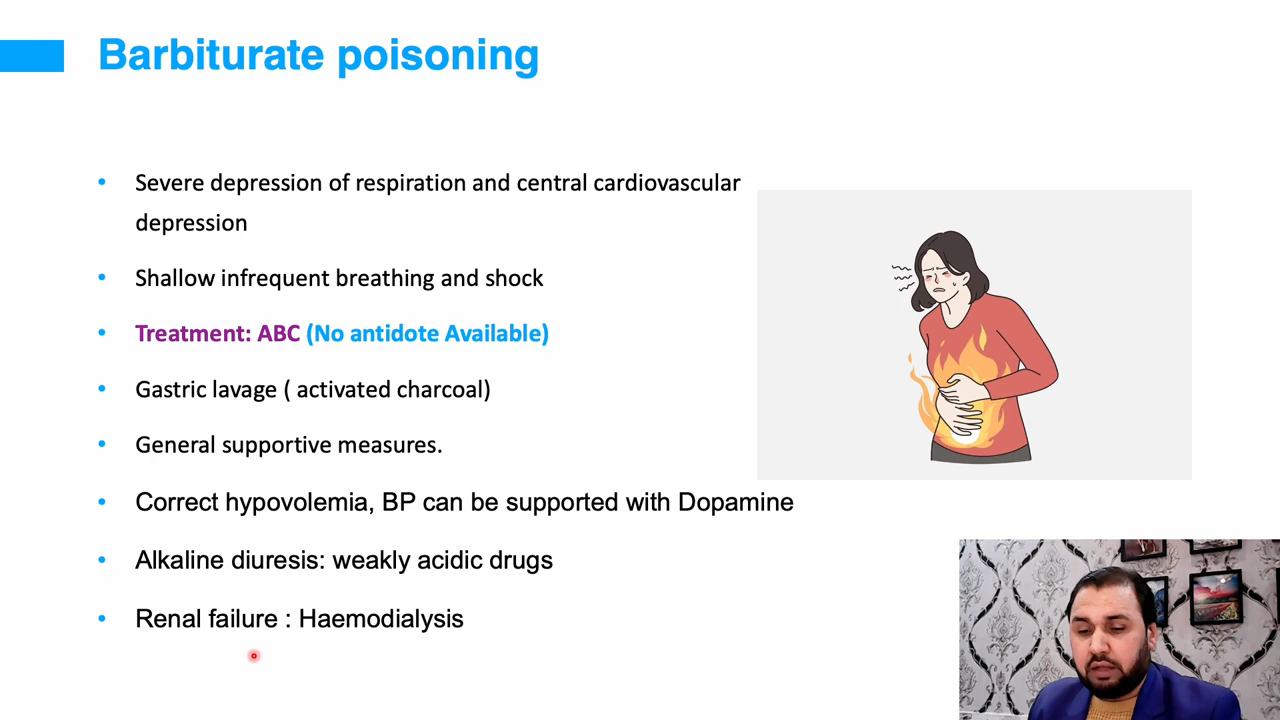 Barbiturate poisoning
• Severe depression of respiration and central cardiovascular
depression
• Shallow infrequent breathing and shock
• Treatment: ABC (No antidote Available)
• Gastric lavage ( activated charcoal)
• General supportive measures.
• Correct hypovolemia, BP can be supported with Dopamine
• Alkaline diuresis: weakly acidic drugs
• Renal failure : Haemodialysis